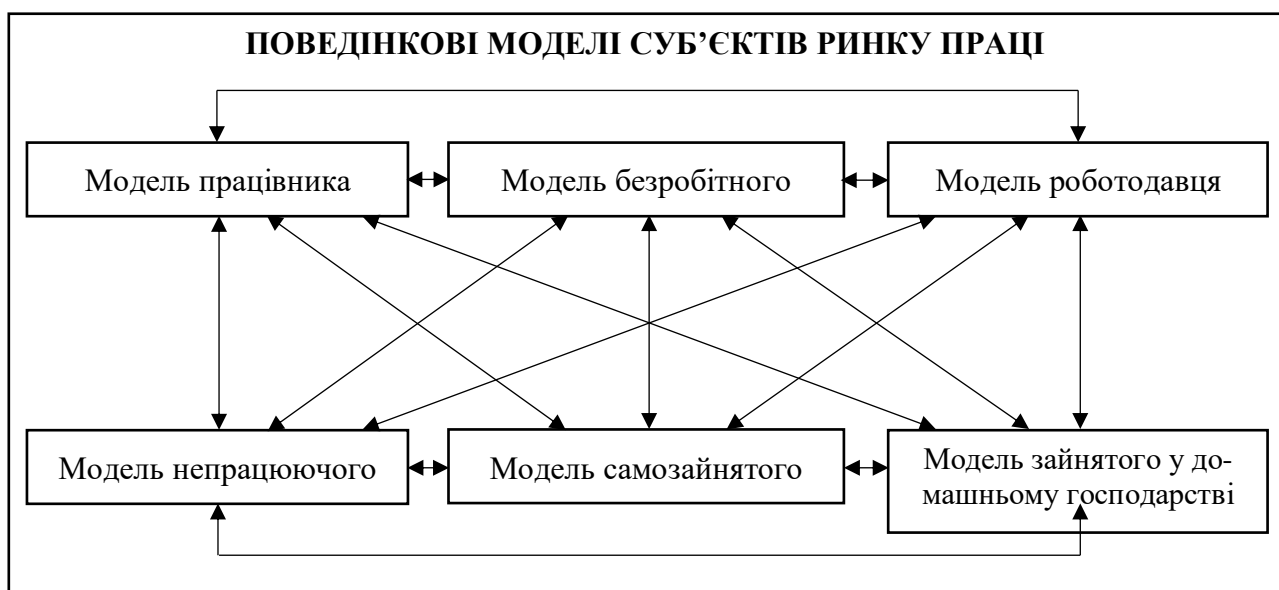 ПОВЕДІНКОВІ МОДЕЛІ СУБ’ЄКТІВ РИНКУ ПРАЦІ
Модель працівника
Модель безробітного
Модель роботодавця
Модель непрацюючого
Модель самозайнятого
Модель зайнятого у до-
машньому господарстві